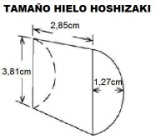 TAMAÑO HIELO HOSHIZAKI
2,85cm
3,81cm
1,27cm